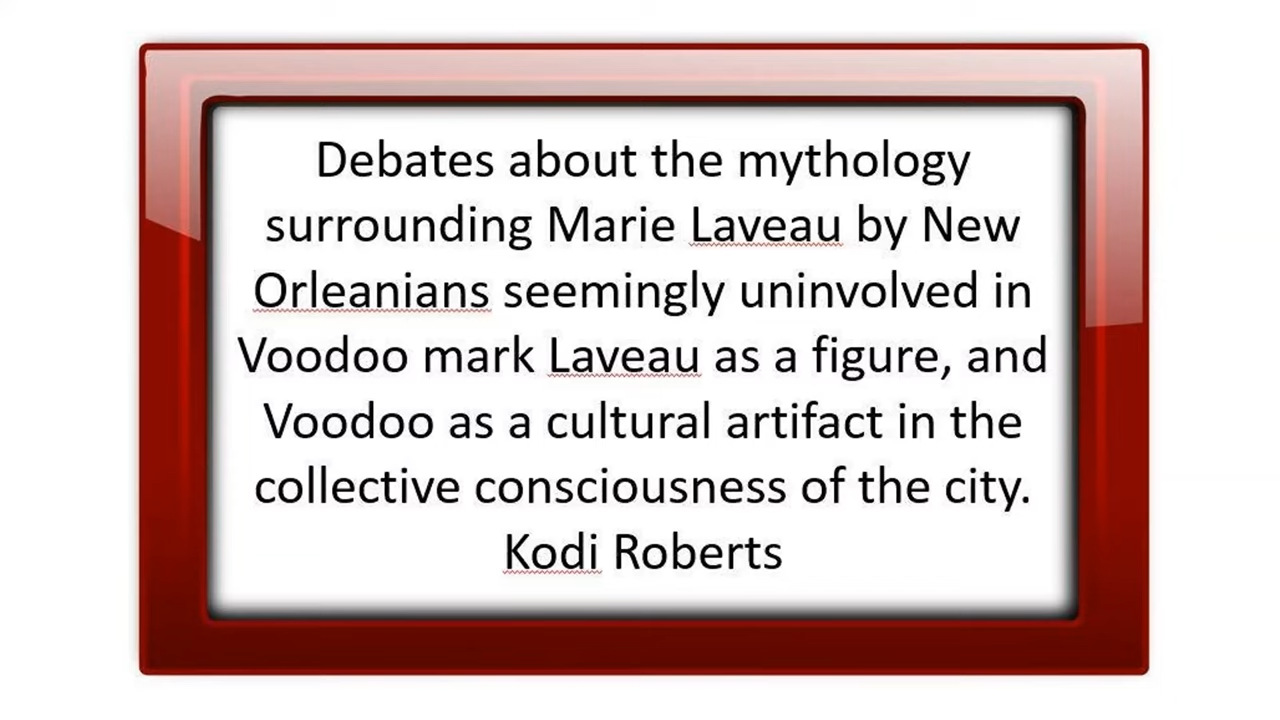 Debates about the mythology
surrounding Marie Laveau by New
Orleanians seemingly uninvolved in
Voodoo mark Laveau as a figure, and
Voodoo as a cultural artifact in the
collective consciousness of the city.
Kodi Roberts